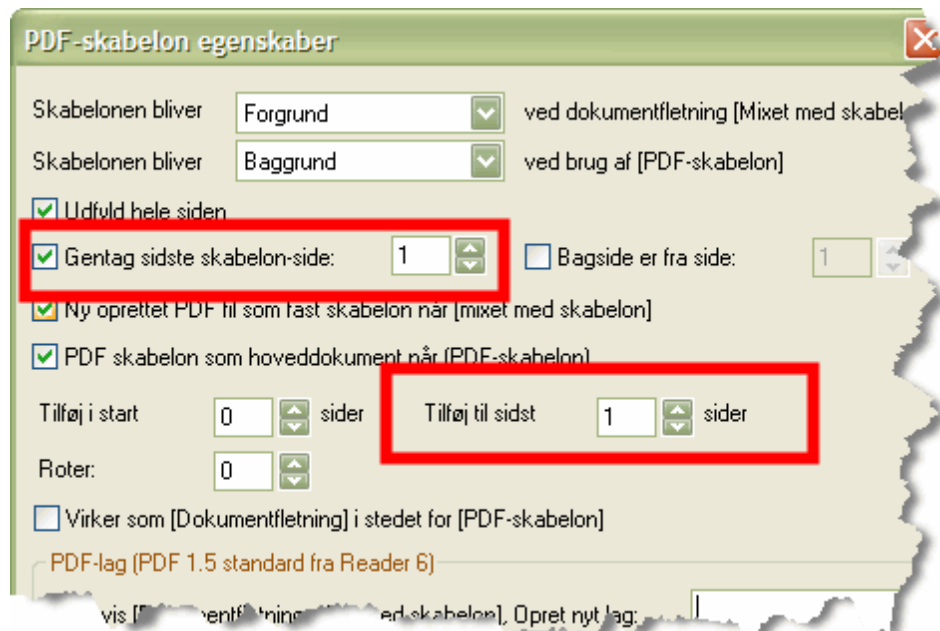 PDF-skabelon egenskaber
Skabelonen bliver Forgrund ved dokumentfletning [Mixet med skabel
Skabelonen bliver Baggrund ved brug af [PDF-skabelon]
Udfyld hele siden
Gentag sidste skabelon-side: 1 Bagside er fra side: 1
Ny oprettet PDF fil som fast skabelon når [mixet med skabelon]
PDF skabelon som hoveddokument når (PDF-skabelon)
Tilføj i start 0 sider Tilføj til sidst 1 sider
Roter: 0
Virker som [Dokumentfletning] i stedet for [PDF-skabelon]
PDF-lag (PDF 1.5 standard fra Reader 6)
vis ed skabelon], Opret nyt lag: